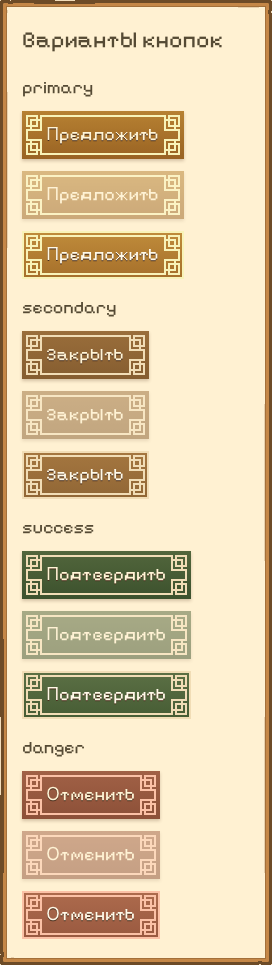 Варианты кнопок
primary
Предложить
Предложить
Предложить
secondary
Закрыть
Закрыть
Закрыть
success
Подтвердить
Подтвердить
Подтвердить
danger
Отменить
Отменить
Отменить